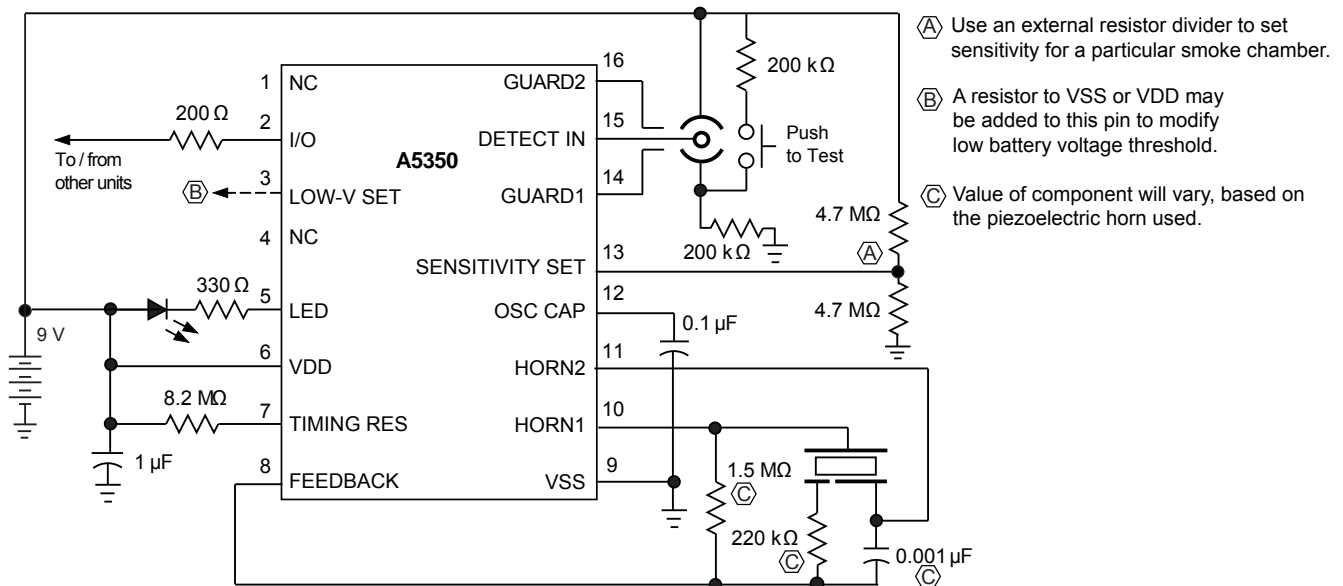 A Use an external resistor divider to set
sensitivity for a particular smoke chamber.
B A resistor to VSS or VDD may
be added to this pin to modify
low battery voltage threshold.
C Value of component will vary, based on
the piezoelectric horn used.
A5350
1 NC
200 Ω
2 I/O
To / from
other units
B
3 LOW-V SET
4 NC
330 Ω
5 LED
9 V
6 VDD
8.2 MΩ
7 TIMING RES
1 µF
8 FEEDBACK
16
GUARD2
15
DETECT IN
14
GUARD1
13
SENSITIVITY SET
12
OSC CAP
11
HORN2
10
HORN1
9
VSS
200 kΩ
Push
to Test
200 kΩ
4.7 MΩ
A
4.7 MΩ
0.1 µF
1.5 MΩ
C
220 kΩ
C
0.001 µF
C